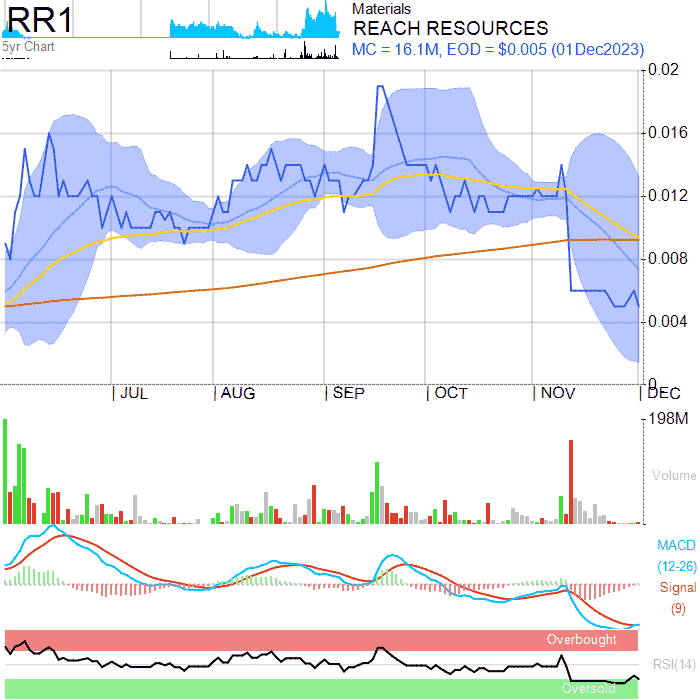 RR1
5yr Chart
Materials
REACH RESOURCES
MC = 16.1M, EOD = $0.005 (01Dec2023)
0.02
0.016
0.012
0.008
0.004
0
JUL
AUG
SEP
OCT
NOV
DEC
198M
Volume
MACD
(12-26)
Signal
(9)
Overbought
RSI(14)
Oversold